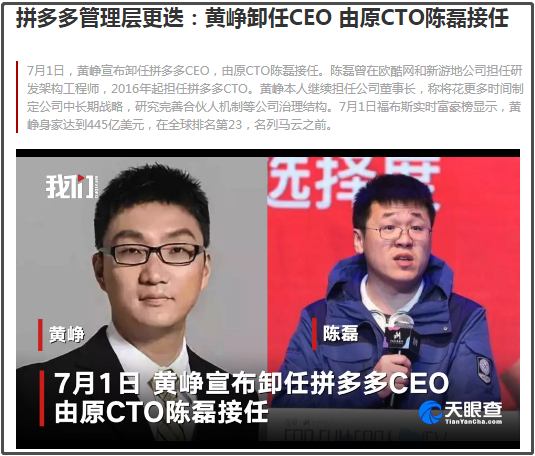 拼多多管理层更迭：黄峥卸任CEO 由原CTO陈磊接任
7月1日，黄峥宣布卸任拼多多CEO，由原CTO陈磊接任。陈磊曾在欧酷网和新游地公司担任研
发架构工程师，2016年起担任拼多多CTO。黄峥本人继续担任公司董事长，称将花更多时间制
定公司中长期战略，研究完善合伙人机制等公司治理结构。7月1日福布斯实时富豪榜显示，黄
峥身家达到445亿美元，在全球排名第23，名列马云之前。
我们
选择度
黄峥
陈磊
7月1日 黄峥宣布卸任拼多多CEO
由原CTO陈磊接任
天眼查
TianYanCha.com